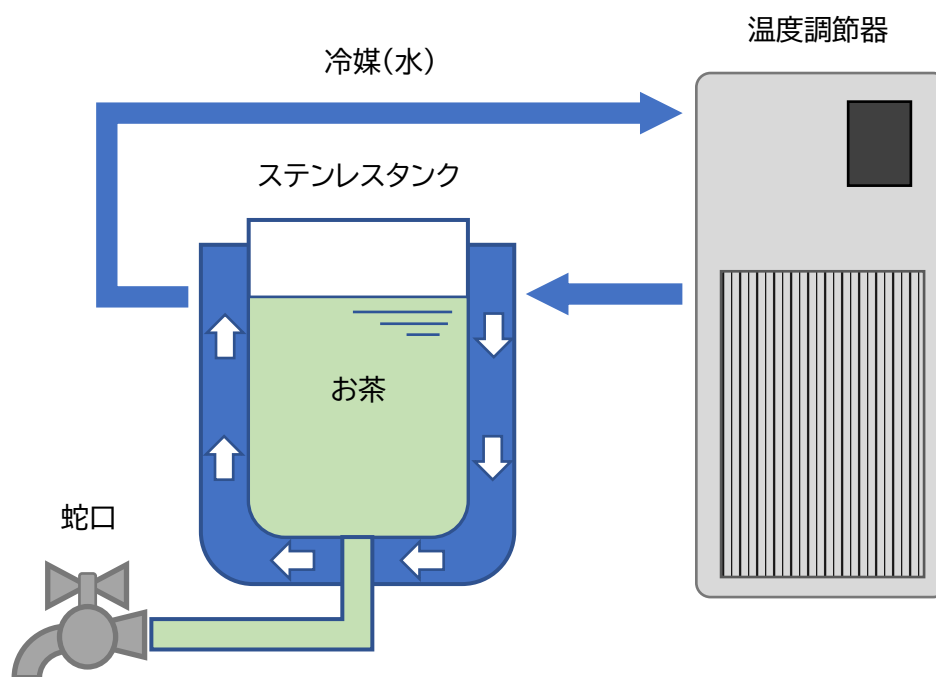 温度調節器
冷媒(水)
ステンレスタンク
お茶
蛇口